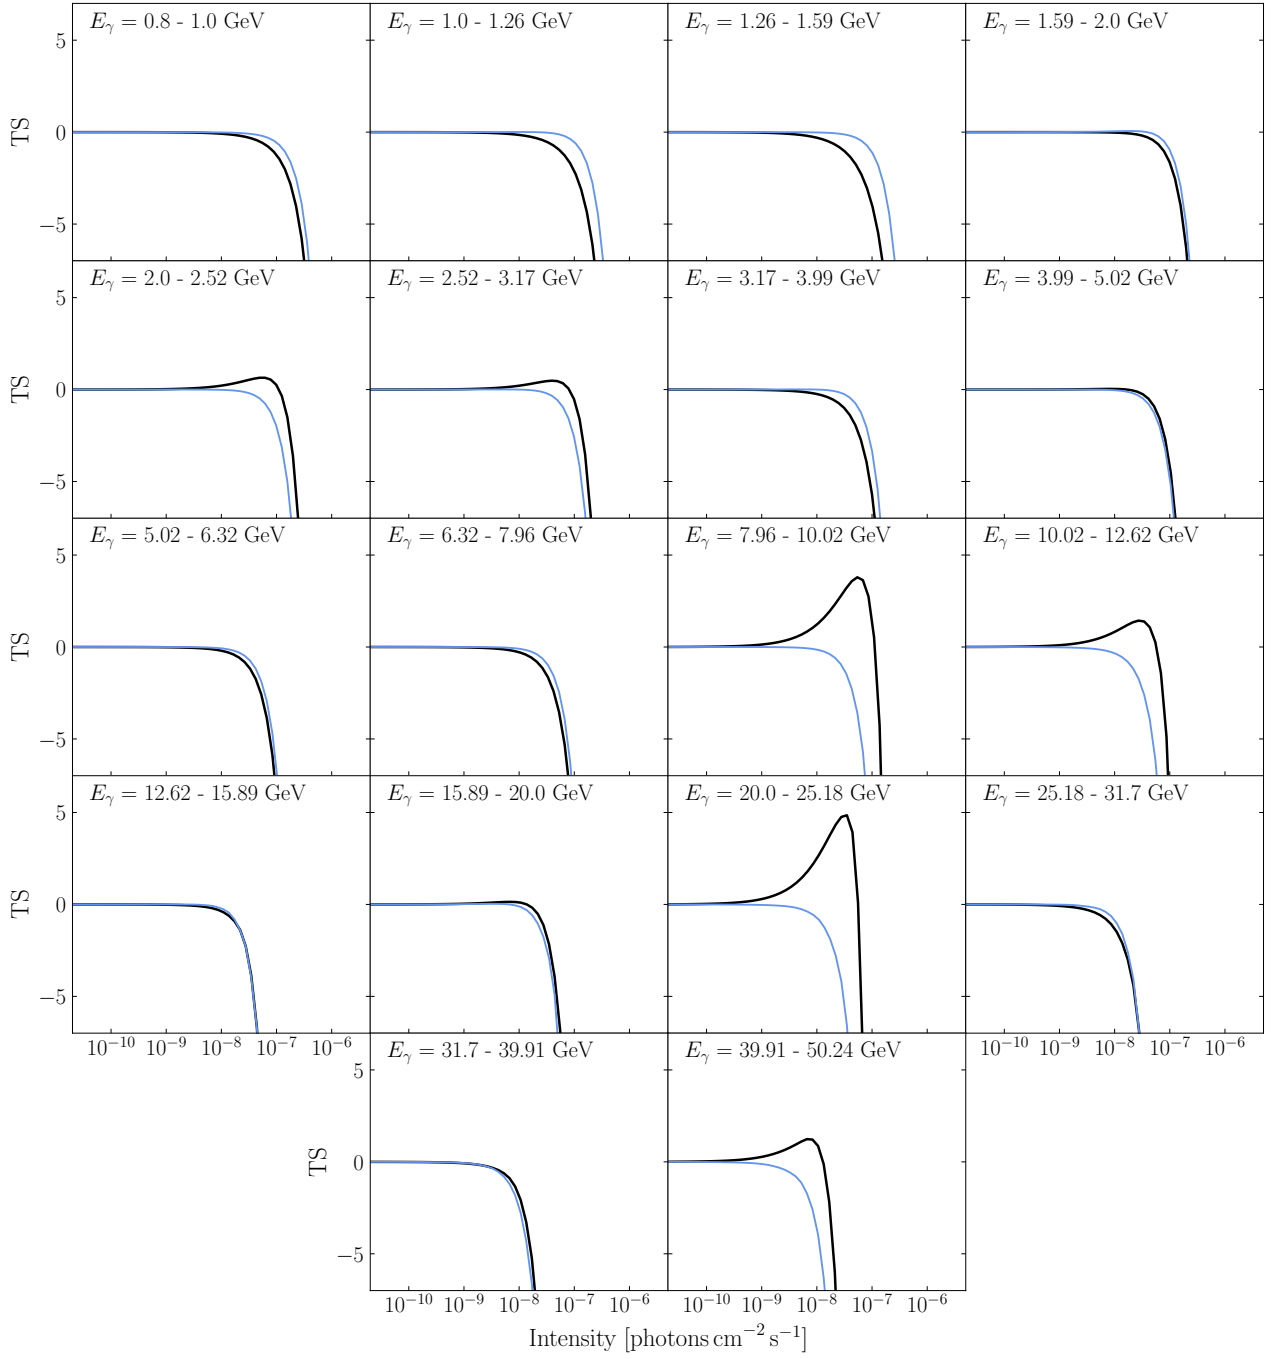 E_γ = 0.8 - 1.0 GeV
E_γ = 1.0 - 1.26 GeV
E_γ = 1.26 - 1.59 GeV
E_γ = 1.59 - 2.0 GeV
5
0
−5
TS
E_γ = 2.0 - 2.52 GeV
E_γ = 2.52 - 3.17 GeV
E_γ = 3.17 - 3.99 GeV
E_γ = 3.99 - 5.02 GeV
5
0
−5
TS
E_γ = 5.02 - 6.32 GeV
E_γ = 6.32 - 7.96 GeV
E_γ = 7.96 - 10.02 GeV
E_γ = 10.02 - 12.62 GeV
5
0
−5
TS
E_γ = 12.62 - 15.89 GeV
E_γ = 15.89 - 20.0 GeV
E_γ = 20.0 - 25.18 GeV
E_γ = 25.18 - 31.7 GeV
5
0
−5
TS
10⁻¹⁰ 10⁻⁹ 10⁻⁸ 10⁻⁷ 10⁻⁶
10⁻¹⁰ 10⁻⁹ 10⁻⁸ 10⁻⁷ 10⁻⁶
E_γ = 31.7 - 39.91 GeV
E_γ = 39.91 - 50.24 GeV
5
0
−5
TS
10⁻¹⁰ 10⁻⁹ 10⁻⁸ 10⁻⁷ 10⁻⁶
10⁻¹⁰ 10⁻⁹ 10⁻⁸ 10⁻⁷ 10⁻⁶
Intensity [photons cm⁻² s⁻¹]